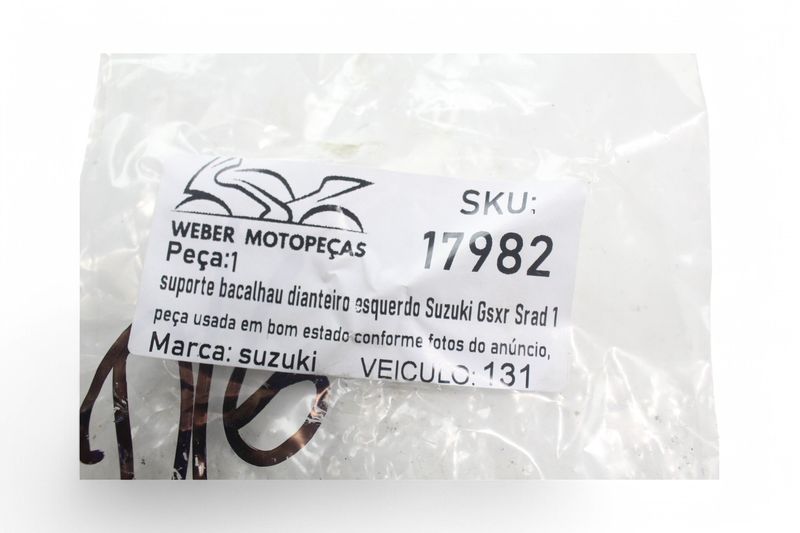 WEBER MOTOPEÇAS
SKU:
17982
Peça:1
suporte bacalhau dianteiro esquerdo Suzuki Gsxr Srad 1
peça usada em bom estado conforme fotos do anúncio,
Marca: suzuki
VEICULO: 131